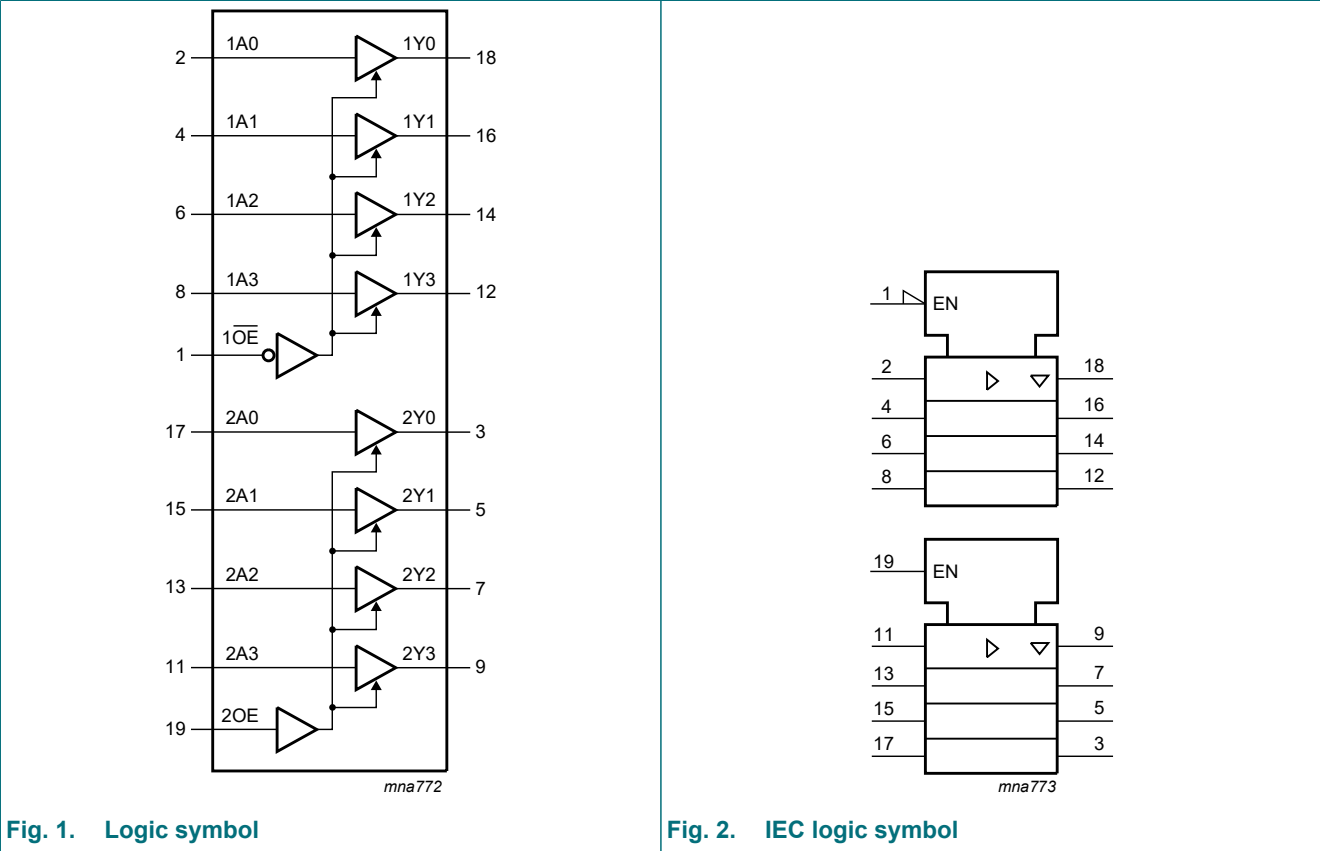 2 1A0 1Y0 18
4 1A1 1Y1 16
6 1A2 1Y2 14
8 1A3 1Y3 12
1 1O̅E̅
17 2A0 2Y0 3
15 2A1 2Y1 5
13 2A2 2Y2 7
11 2A3 2Y3 9
19 2OE
mna772
Fig. 1. Logic symbol
1 EN
2 18
4 16
6 14
8 12
19 EN
11 9
13 7
15 5
17 3
mna773
Fig. 2. IEC logic symbol